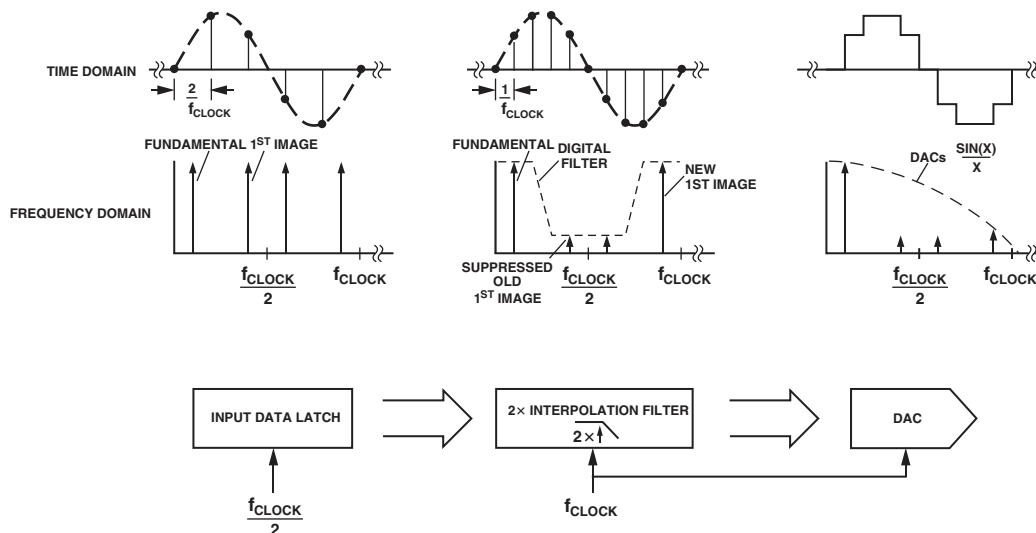 TIME DOMAIN
2
fCLOCK
1
fCLOCK
FUNDAMENTAL 1ST IMAGE
FUNDAMENTAL
DIGITAL
FILTER
NEW
1ST IMAGE
DACs
SIN(X)
X
FREQUENCY DOMAIN
fCLOCK
2
fCLOCK
SUPPRESSED
OLD
1ST IMAGE
fCLOCK
2
fCLOCK
fCLOCK
2
fCLOCK
INPUT DATA LATCH
2× INTERPOLATION FILTER
2×
DAC
fCLOCK
2
fCLOCK